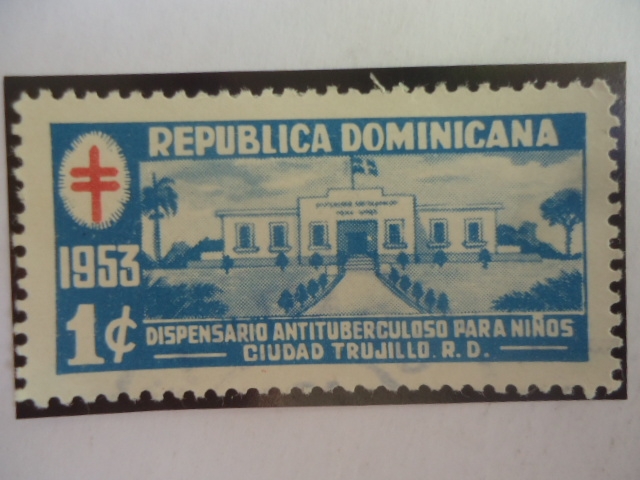 REPUBLICA DOMINICANA
1953
1¢
DISPENSARIO ANTITUBERCULOSO PARA NIÑOS
CIUDAD TRUJILLO. R. D.